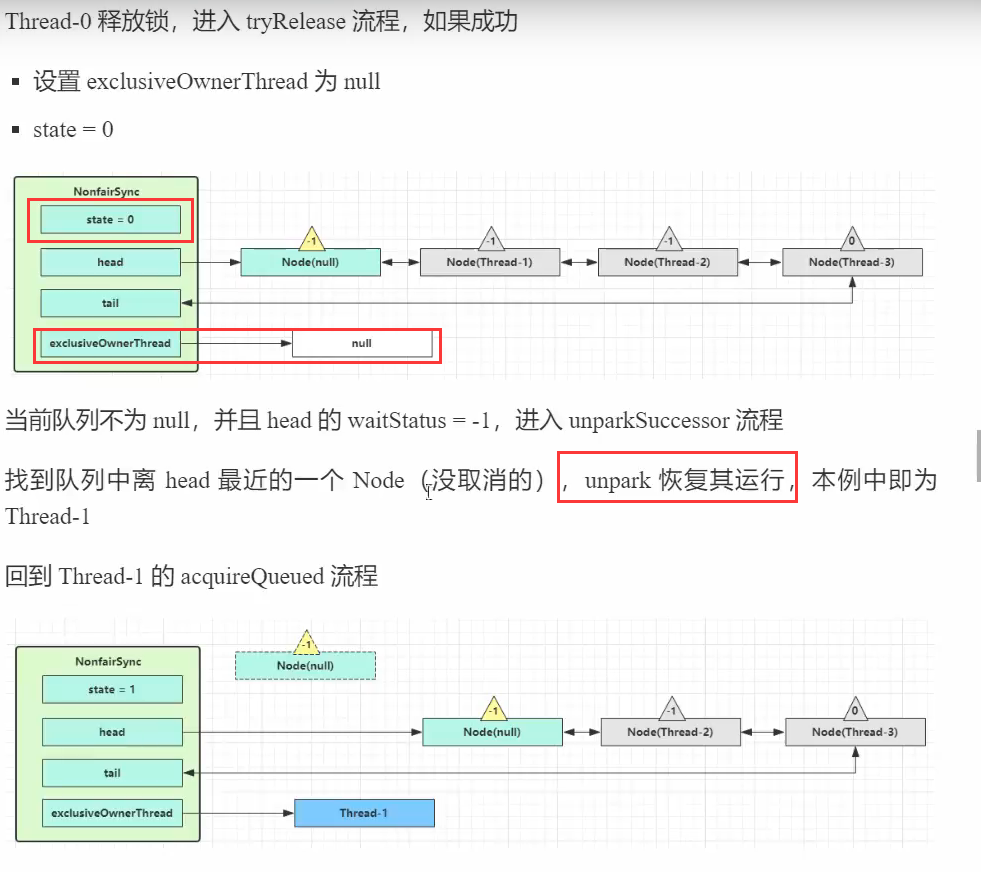 Thread-0 释放锁，进入 tryRelease 流程，如果成功
▪ 设置 exclusiveOwnerThread 为 null
▪ state = 0
NonfairSync
state = 0
-1
-1
-1
0
head
Node(null)
Node(Thread-1)
Node(Thread-2)
Node(Thread-3)
tail
exclusiveOwnerThread
null
当前队列不为 null，并且 head 的 waitStatus = -1，进入 unparkSuccessor 流程
找到队列中离 head 最近的一个 Node（没取消的），unpark 恢复其运行，本例中即为
Thread-1
回到 Thread-1 的 acquireQueued 流程
-1
NonfairSync
Node(null)
state = 1
-1
-1
0
head
Node(null)
Node(Thread-2)
Node(Thread-3)
tail
exclusiveOwnerThread
Thread-1